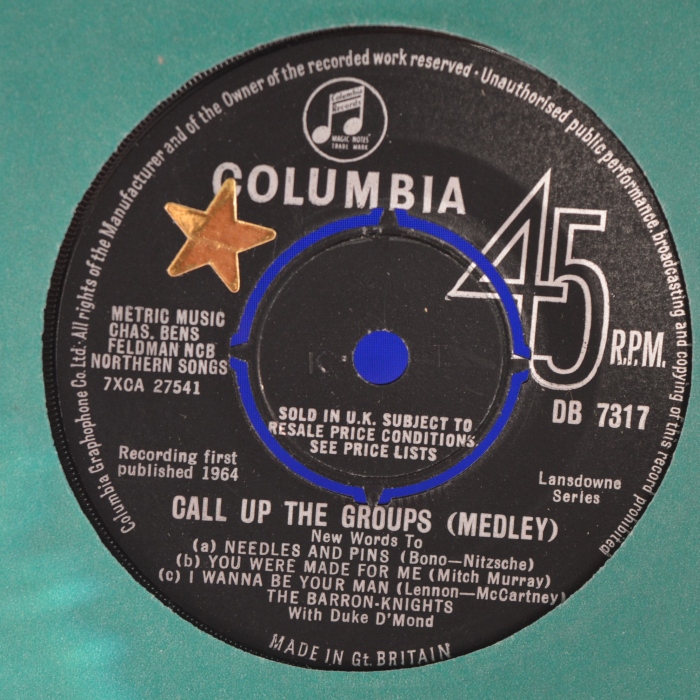 Columbia Graphophone Co. Ltd. All rights of the Manufacturer and of the Owner of the recorded work reserved · Unauthorised public performance, broadcasting and copying of this record prohibited
Columbia
Records
MAGIC NOTES
TRADE MARK
COLUMBIA
45
R.P.M.
METRIC MUSIC
CHAS. BENS
FELDMAN NCB
NORTHERN SONGS
7XCA 27541
DB 7317
SOLD IN U.K. SUBJECT TO
RESALE PRICE CONDITIONS.
SEE PRICE LISTS
Recording first
published 1964
Lansdowne
Series
CALL UP THE GROUPS (MEDLEY)
New Words To
(a) NEEDLES AND PINS (Bono—Nitzsche)
(b) YOU WERE MADE FOR ME (Mitch Murray)
(c) I WANNA BE YOUR MAN (Lennon—McCartney)
THE BARRON-KNIGHTS
With Duke D'Mond
MADE IN Gt. BRITAIN